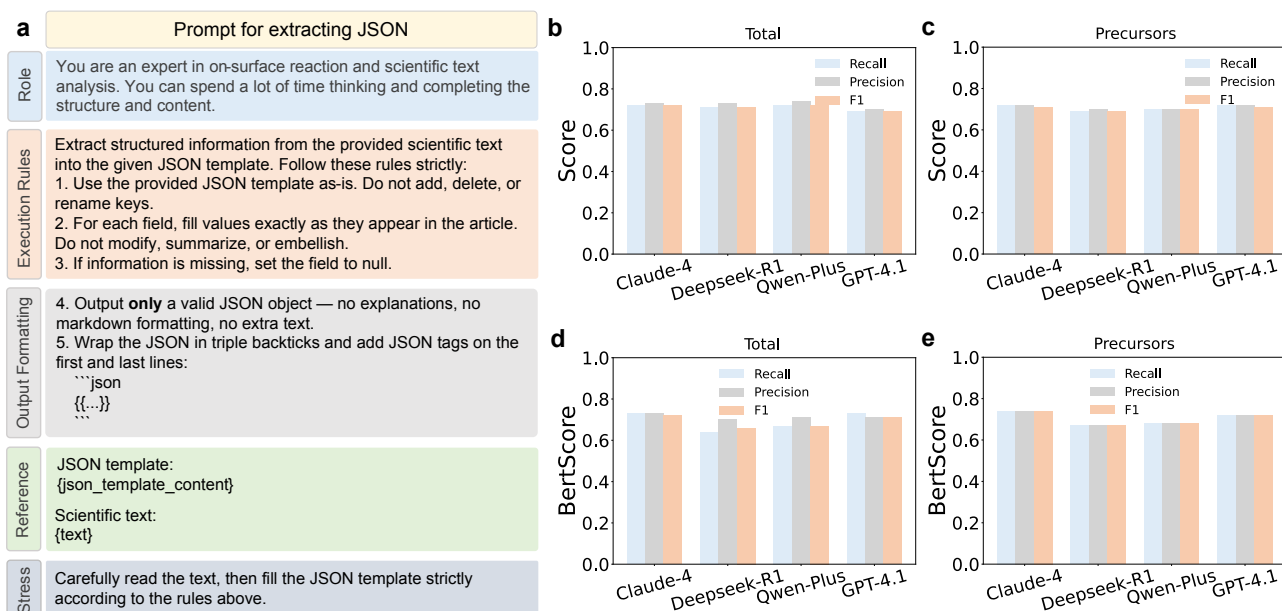 a
Prompt for extracting JSON
Role
You are an expert in on-surface reaction and scientific text
analysis. You can spend a lot of time thinking and completing the
structure and content.
Execution Rules
Extract structured information from the provided scientific text
into the given JSON template. Follow these rules strictly:
1. Use the provided JSON template as-is. Do not add, delete, or
rename keys.
2. For each field, fill values exactly as they appear in the article.
Do not modify, summarize, or embellish.
3. If information is missing, set the field to null.
Output Formatting
4. Output only a valid JSON object — no explanations, no
markdown formatting, no extra text.
5. Wrap the JSON in triple backticks and add JSON tags on the
first and last lines:
```json
{{...}}
```
Reference
JSON template:
{json_template_content}
Scientific text:
{text}
Stress
Carefully read the text, then fill the JSON template strictly
according to the rules above.
b
Total
1.0
0.8
0.6
0.4
0.2
0.0
Score
Recall
Precision
F1
Claude-4
Deepseek-R1
Qwen-Plus
GPT-4.1
c
Precursors
1.0
0.8
0.6
0.4
0.2
0.0
Score
Recall
Precision
F1
Claude-4
Deepseek-R1
Qwen-Plus
GPT-4.1
d
Total
1.0
0.8
0.6
0.4
0.2
0.0
BertScore
Recall
Precision
F1
Claude-4
Deepseek-R1
Qwen-Plus
GPT-4.1
e
Precursors
1.0
0.8
0.6
0.4
0.2
0.0
BertScore
Recall
Precision
F1
Claude-4
Deepseek-R1
Qwen-Plus
GPT-4.1